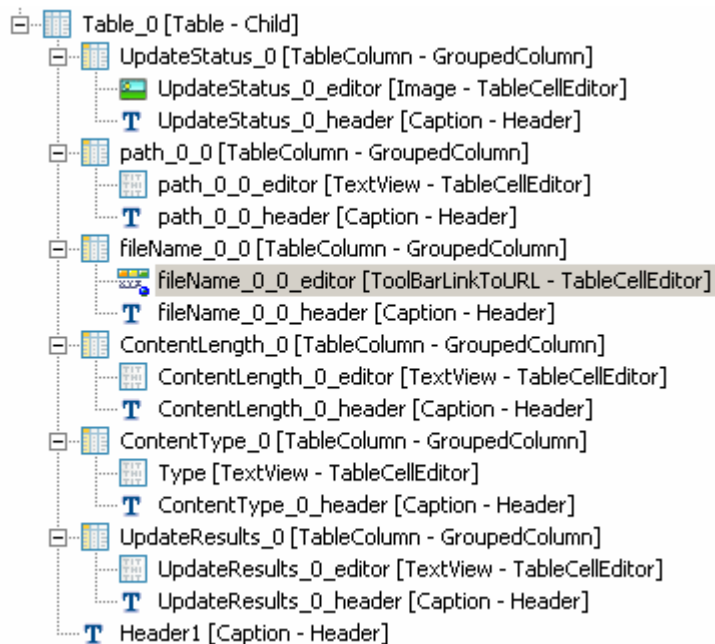 Table_0 [Table - Child]
UpdateStatus_0 [TableColumn - GroupedColumn]
UpdateStatus_0_editor [Image - TableCellEditor]
UpdateStatus_0_header [Caption - Header]
path_0_0 [TableColumn - GroupedColumn]
path_0_0_editor [TextView - TableCellEditor]
path_0_0_header [Caption - Header]
fileName_0_0 [TableColumn - GroupedColumn]
fileName_0_0_editor [ToolBarLinkToURL - TableCellEditor]
fileName_0_0_header [Caption - Header]
ContentLength_0 [TableColumn - GroupedColumn]
ContentLength_0_editor [TextView - TableCellEditor]
ContentLength_0_header [Caption - Header]
ContentType_0 [TableColumn - GroupedColumn]
Type [TextView - TableCellEditor]
ContentType_0_header [Caption - Header]
UpdateResults_0 [TableColumn - GroupedColumn]
UpdateResults_0_editor [TextView - TableCellEditor]
UpdateResults_0_header [Caption - Header]
Header1 [Caption - Header]